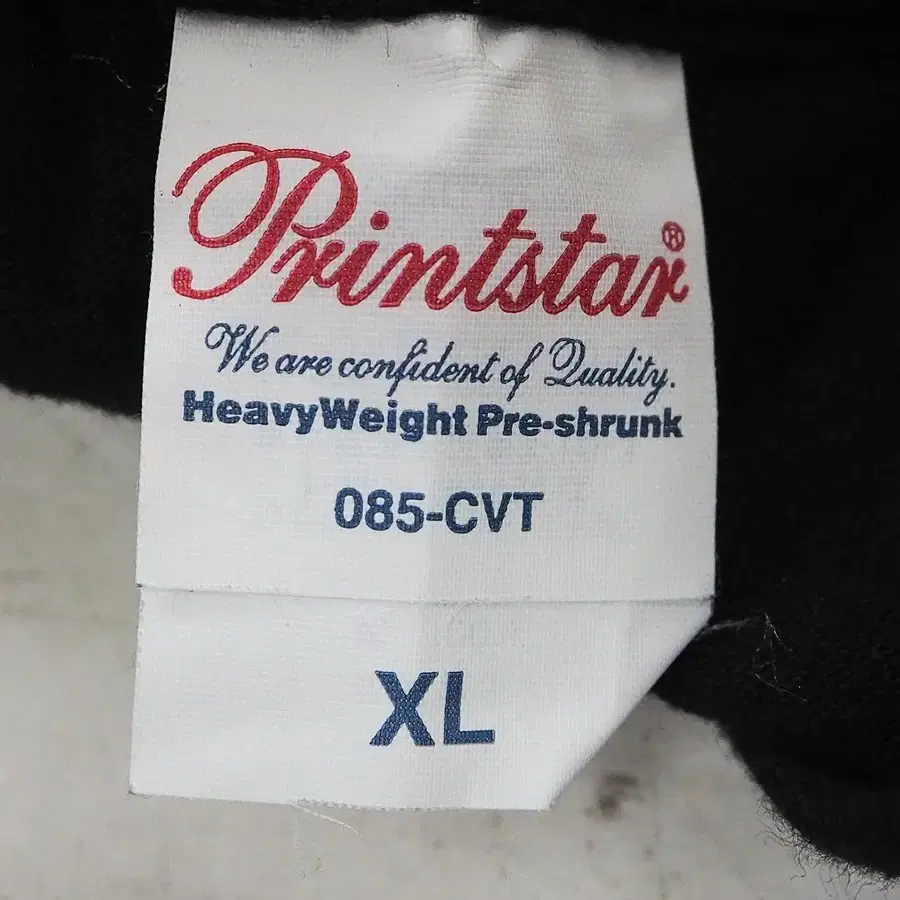 Printstar®
We are confident of Quality.
HeavyWeight Pre-shrunk
085-CVT
XL